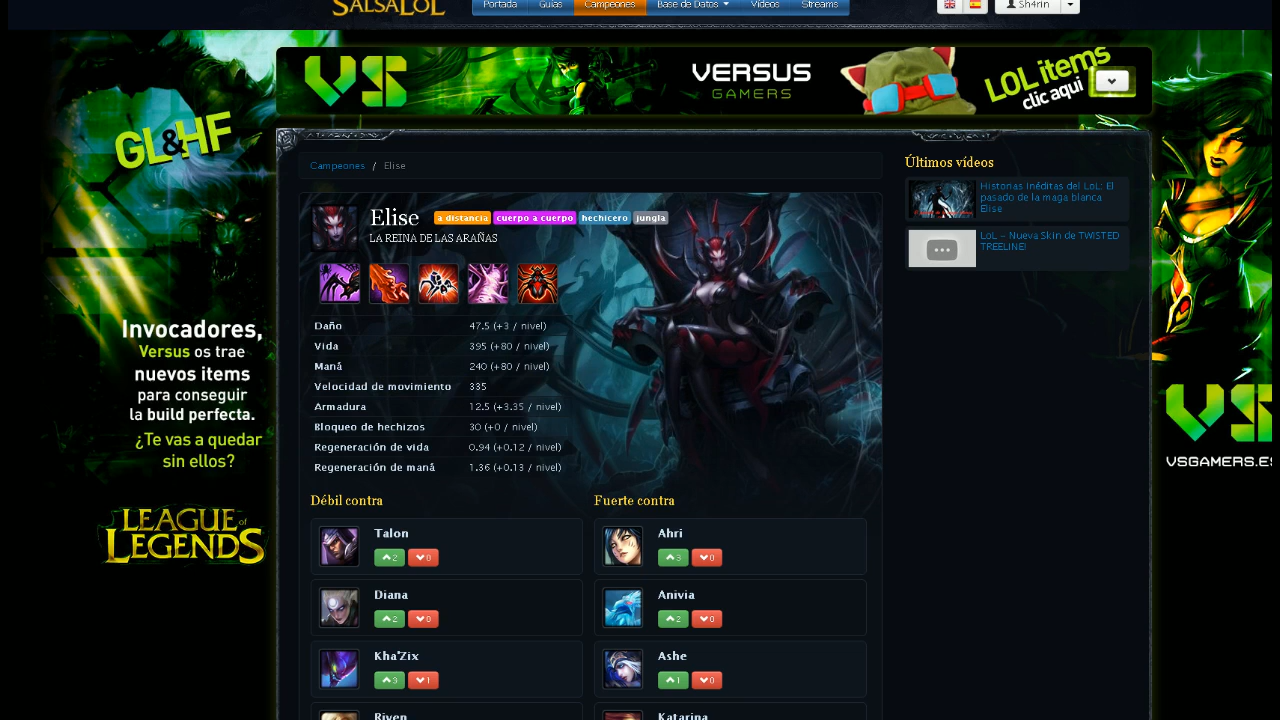 SALSALOL
Portada
Guías
Campeones
Base de Datos
Vídeos
Streams
Sh4rin
VS
VERSUS
GAMERS
LOL items
clic aquí
GL&HF
Invocadores,
Versus os trae
nuevos items
para conseguir
la build perfecta.
¿Te vas a quedar
sin ellos?
LEAGUE of
LEGENDS
VS
VSGAMERS.ES
Campeones / Elise
Elise a distancia cuerpo a cuerpo hechicero jungla
LA REINA DE LAS ARAÑAS
Daño 47.5 (+3 / nivel)
Vida 395 (+80 / nivel)
Maná 240 (+80 / nivel)
Velocidad de movimiento 335
Armadura 12.5 (+3.35 / nivel)
Bloqueo de hechizos 30 (+0 / nivel)
Regeneración de vida 0.94 (+0.12 / nivel)
Regeneración de maná 1.36 (+0.13 / nivel)
Débil contra
Talon
2 0
Diana
2 0
Kha'Zix
3 1
Riven
Fuerte contra
Ahri
3 0
Anivia
2 0
Ashe
1 0
Katarina
Últimos vídeos
Historias Inéditas del LoL: El
pasado de la maga blanca
Elise
LoL – Nueva Skin de TWISTED
TREELINE!